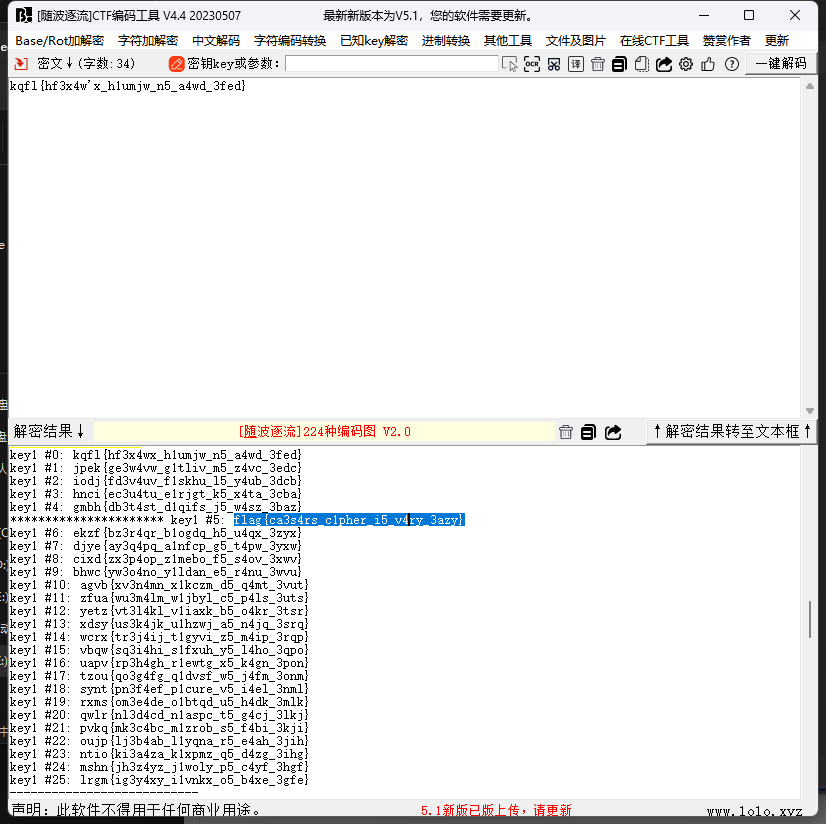 [随波逐流]CTF编码工具 V4.4 20230507 最新新版本为V5.1，您的软件需要更新。
Base/Rot加解密 字符加解密 中文解码 字符编码转换 已知key解密 进制转换 其他工具 文件及图片 在线CTF工具 赞赏作者 更新
密文↓(字数:34) 密钥key或参数: OCR 译 一键解码
kqfl{hf3x4w'x_h1umjw_n5_a4wd_3fed}
解密结果↓ [随波逐流]224种编码图 V2.0 ↑解密结果转至文本框↑
key1 #0: kqfl{hf3x4wx_h1umjw_n5_a4wd_3fed}
key1 #1: jpek{ge3w4vw_g1tliv_m5_z4vc_3edc}
key1 #2: iodj{fd3v4uv_f1skhu_l5_y4ub_3dcb}
key1 #3: hnci{ec3u4tu_e1rjgt_k5_x4ta_3cba}
key1 #4: gmbh{db3t4st_d1qifs_j5_w4sz_3baz}
********************** key1 #5: flag{ca3s4rs_c1pher_i5_v4ry_3azy}
key1 #6: ekzf{bz3r4qr_b1ogdq_h5_u4qx_3zyx}
key1 #7: djye{ay3q4pq_a1nfcp_g5_t4pw_3yxw}
key1 #8: cixd{zx3p4op_z1mebo_f5_s4ov_3xwv}
key1 #9: bhwc{yw3o4no_y1ldan_e5_r4nu_3wvu}
key1 #10: agvb{xv3n4mn_x1kczm_d5_q4mt_3vut}
key1 #11: zfua{wu3m4lm_w1jbyl_c5_p4ls_3uts}
key1 #12: yetz{vt3l4kl_v1iaxk_b5_o4kr_3tsr}
key1 #13: xdsy{us3k4jk_u1hzwj_a5_n4jq_3srq}
key1 #14: wcrx{tr3j4ij_t1gyvi_z5_m4ip_3rqp}
key1 #15: vbqw{sq3i4hi_s1fxuh_y5_l4ho_3qpo}
key1 #16: uapv{rp3h4gh_r1ewtg_x5_k4gn_3pon}
key1 #17: tzou{qo3g4fg_q1dvsf_w5_j4fm_3onm}
key1 #18: synt{pn3f4ef_p1cure_v5_i4el_3nml}
key1 #19: rxms{om3e4de_o1btqd_u5_h4dk_3mlk}
key1 #20: qwlr{nl3d4cd_n1aspc_t5_g4cj_3lkj}
key1 #21: pvkq{mk3c4bc_m1zrob_s5_f4bi_3kji}
key1 #22: oujp{lj3b4ab_l1yqna_r5_e4ah_3jih}
key1 #23: ntio{ki3a4za_k1xpmz_q5_d4zg_3ihg}
key1 #24: mshn{jh3z4yz_j1woly_p5_c4yf_3hgf}
key1 #25: lrgm{ig3y4xy_i1vnkx_o5_b4xe_3gfe}
---------------------------
声明：此软件不得用于任何商业用途。 5.1新版已版上传，请更新 www.1o1o.xyz